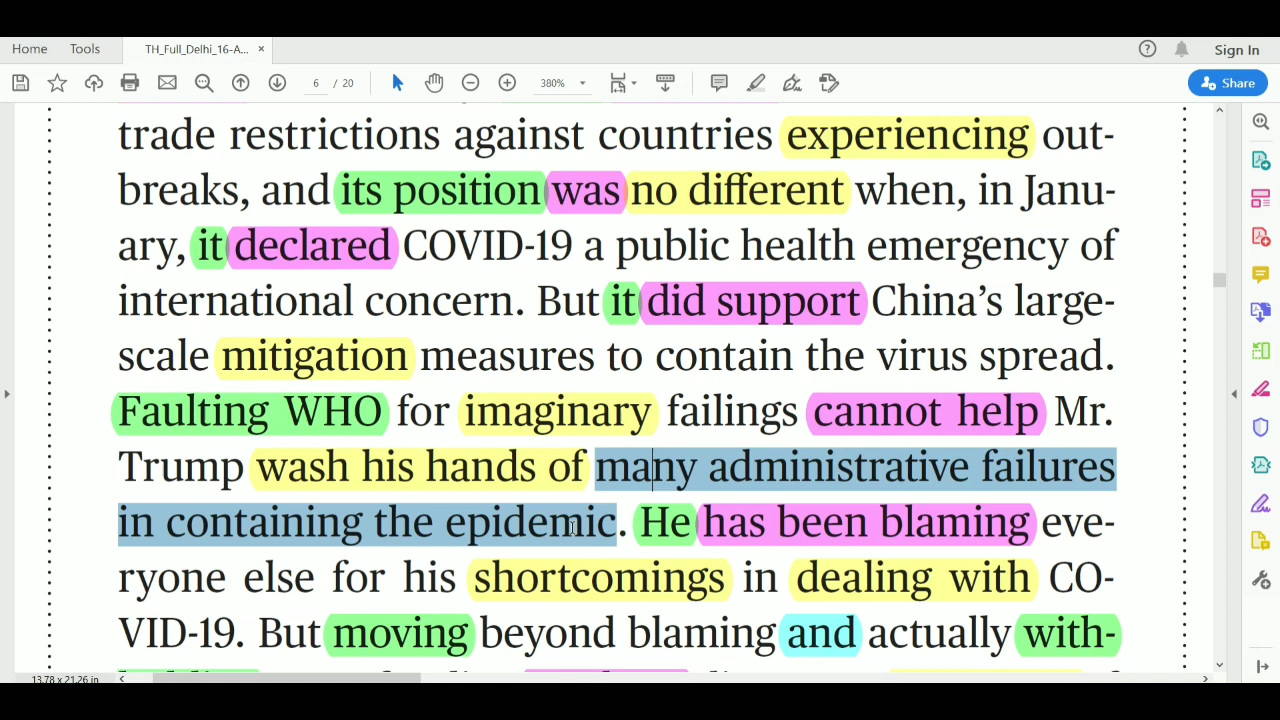 Home Tools TH_Full_Delhi_16-A... ×
Sign In
6 / 20 380% Share
trade restrictions against countries experiencing out-
breaks, and its position was no different when, in Janu-
ary, it declared COVID-19 a public health emergency of
international concern. But it did support China's large-
scale mitigation measures to contain the virus spread.
Faulting WHO for imaginary failings cannot help Mr.
Trump wash his hands of many administrative failures
in containing the epidemic. He has been blaming eve-
ryone else for his shortcomings in dealing with CO-
VID-19. But moving beyond blaming and actually with-
13.78 x 21.26 in